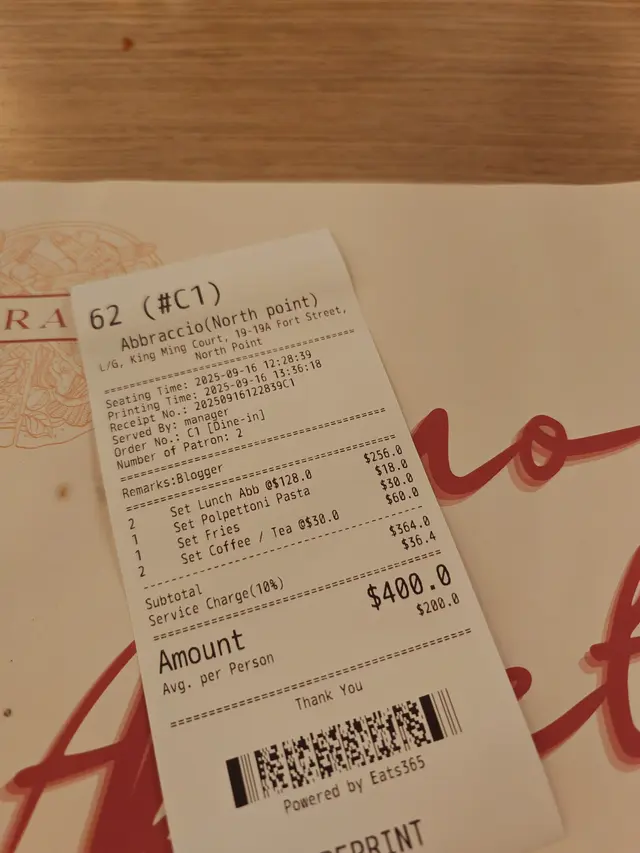 62 (#C1)
Abbraccio(North point)
L/G, King Ming Court, 19-19A Fort Street,
North Point
Seating Time: 2025-09-16 12:28:39
Printing Time: 2025-09-16 13:36:18
Receipt No.: 20250916122839C1
Served By: manager
Order No.: C1 [Dine-in]
Number of Patron: 2
Remarks:Blogger
2 Set Lunch Abb @$128.0 $256.0
1 Set Polpettoni Pasta $18.0
1 Set Fries $30.0
2 Set Coffee / Tea @$30.0 $60.0
Subtotal $364.0
Service Charge(10%) $36.4
Amount $400.0
Avg. per Person $200.0
Thank You
Powered by Eats365
REPRINT
RA